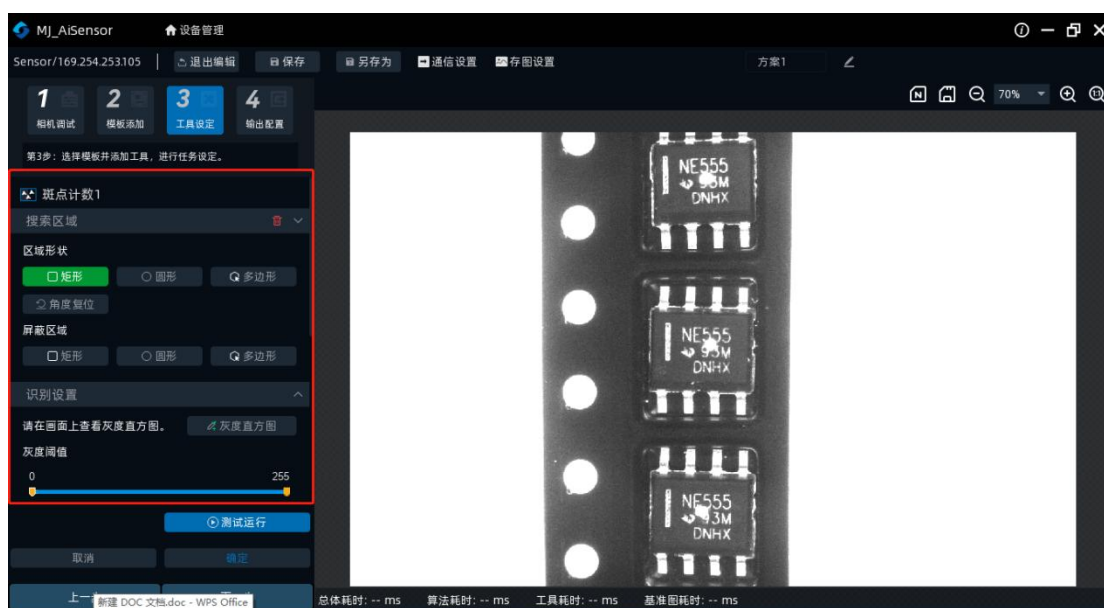 MJ_AiSensor 设备管理
Sensor/169.254.253.105 退出编辑 保存 另存为 通信设置 存图设置 方案1
1 2 3 4
相机调试 模板添加 工具设定 输出配置
70%
第3步：选择模板并添加工具，进行任务设定。
斑点计数1
搜索区域
区域形状
矩形 圆形 多边形
角度复位
屏蔽区域
矩形 圆形 多边形
识别设置
请在画面上查看灰度直方图。 灰度直方图
灰度阈值
0 255
测试运行
取消 确定
新建 DOC 文档.doc - WPS Office
总体耗时: -- ms 算法耗时: -- ms 工具耗时: -- ms 基准图耗时: -- ms
NE555
93M
DNHX
NE555
93M
DNHX
NE555
93M
DNHX